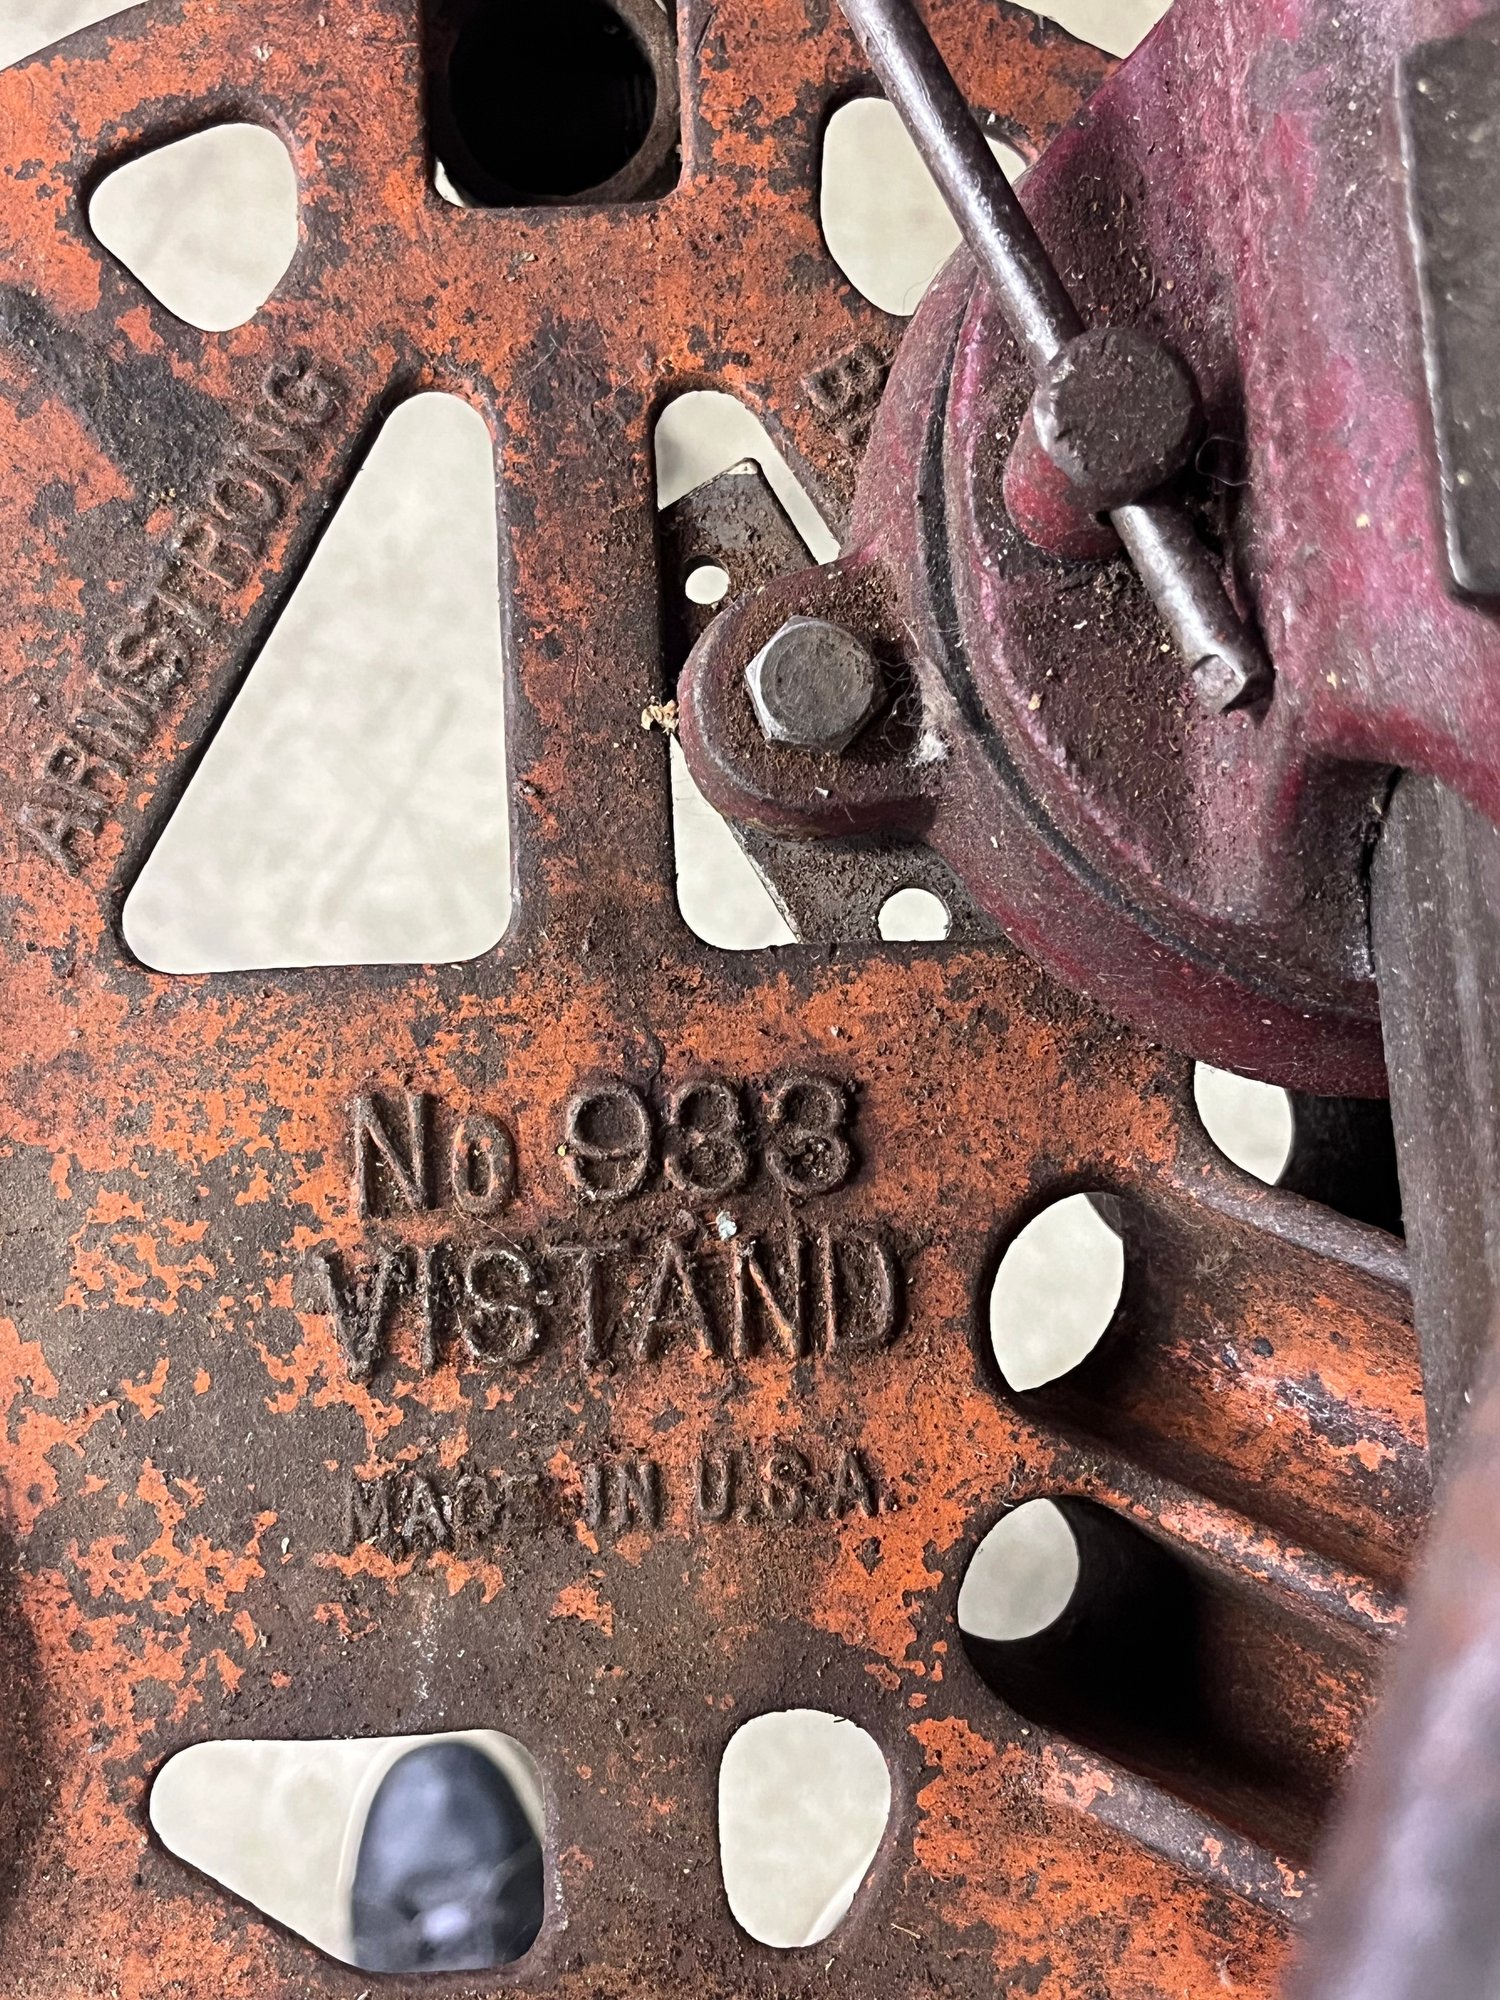 ARMSTRONG
No 933
VISTAND
MADE IN U.S.A